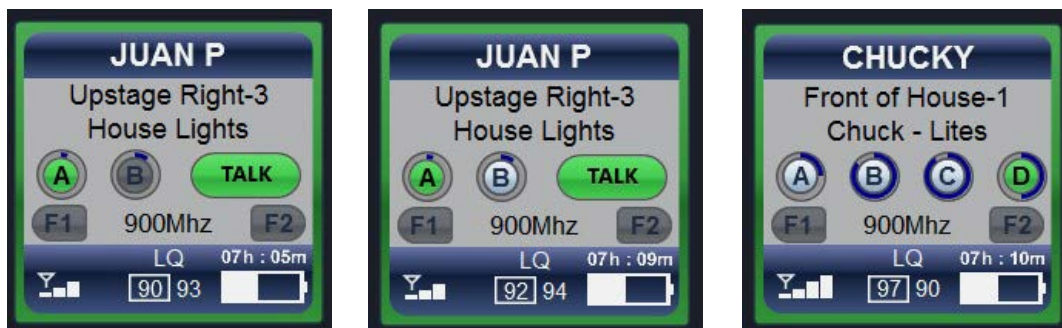 JUAN P
Upstage Right-3
House Lights
A B TALK
F1 900Mhz F2
LQ 07h : 05m
90 93
JUAN P
Upstage Right-3
House Lights
A B TALK
F1 900Mhz F2
LQ 07h : 09m
92 94
CHUCKY
Front of House-1
Chuck - Lites
A B C D
F1 900Mhz F2
LQ 07h : 10m
97 90